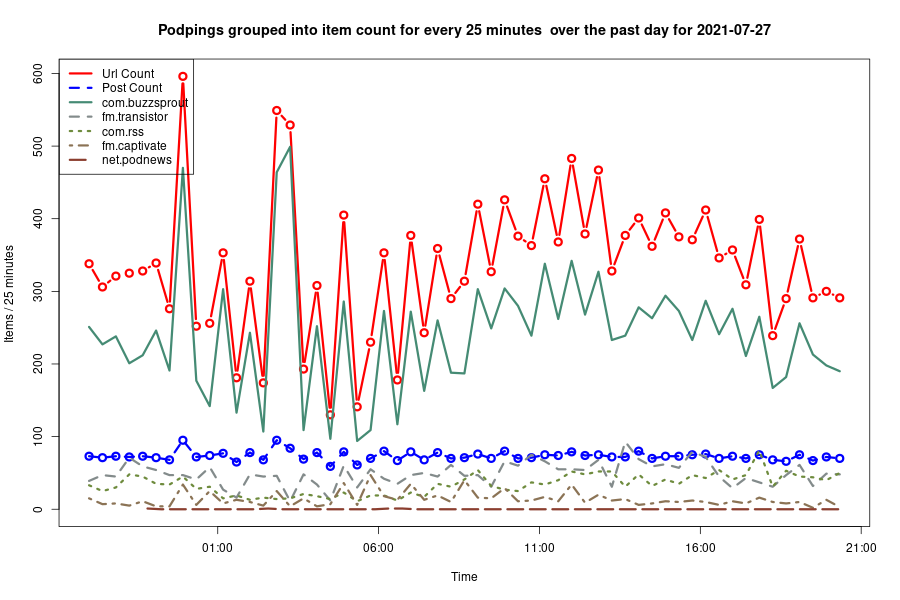 Podpings grouped into item count for every 25 minutes  over the past day for 2021-07-27
Url Count
Post Count
com.buzzsprout
fm.transistor
com.rss
fm.captivate
net.podnews
600
500
400
300
200
100
0
Items / 25 minutes
01:00
06:00
11:00
16:00
21:00
Time